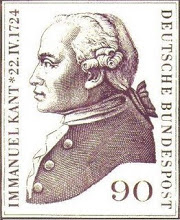 IMMANUEL KANT * 22.IV.1724
DEUTSCHE BUNDESPOST
90